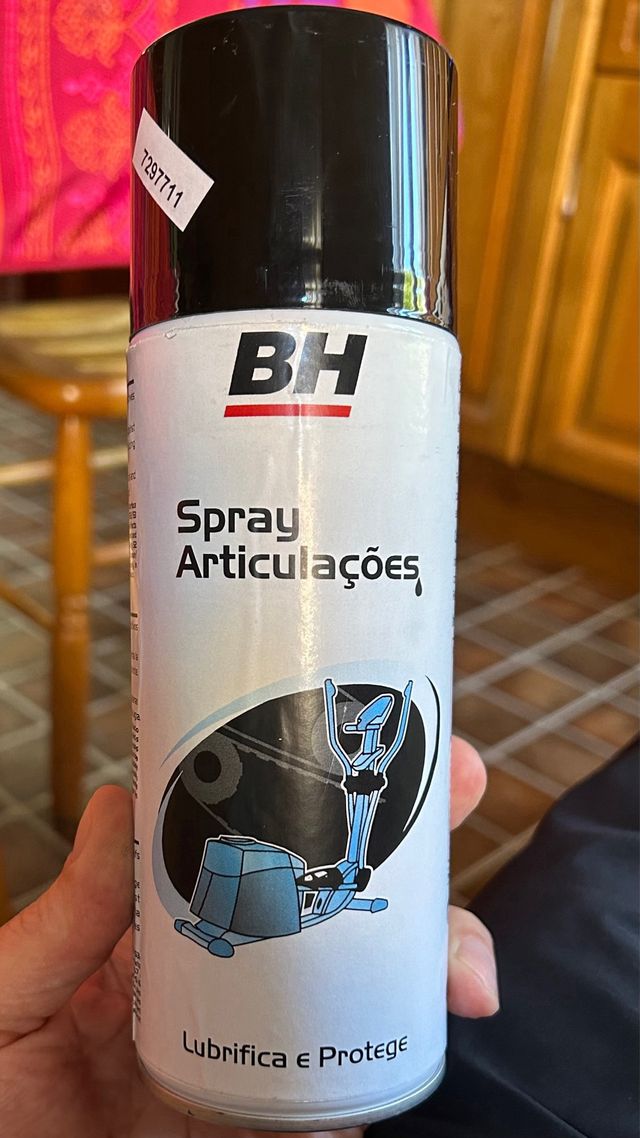 7297711
BH
Spray
Articulações
Lubrifica e Protege